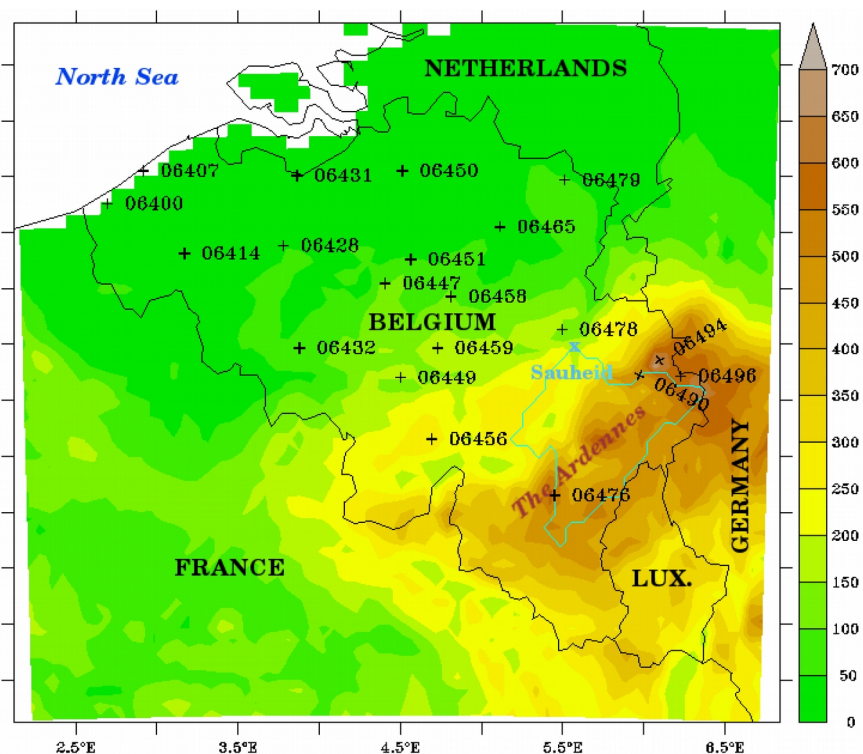 North Sea
NETHERLANDS
06407
06431
06450
06479
06400
06465
06414
06428
06451
06447
06458
BELGIUM
06478
06494
06432
06459
Sauheid
06449
06496
06490
06456
The Ardennes
06476
GERMANY
FRANCE
LUX.
700
650
600
550
500
450
400
350
300
250
200
150
100
50
0
2.5°E
3.5°E
4.5°E
5.5°E
6.5°E